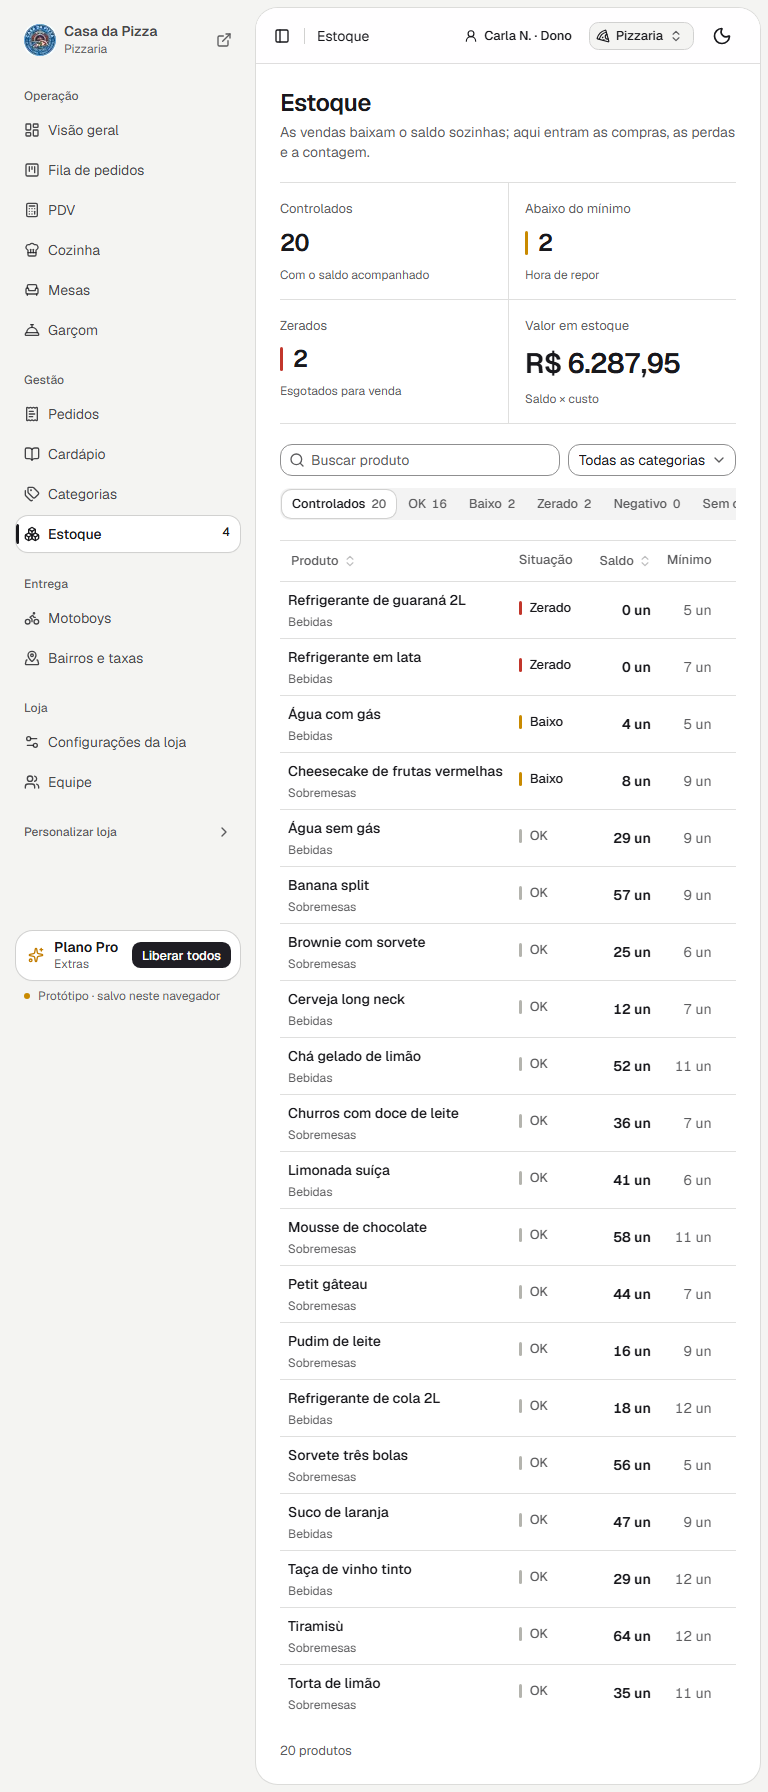 Casa da Pizza
Pizzaria
Operação
Visão geral
Fila de pedidos
PDV
Cozinha
Mesas
Garçom
Gestão
Pedidos
Cardápio
Categorias
Estoque 4
Entrega
Motoboys
Bairros e taxas
Loja
Configurações da loja
Equipe
Personalizar loja
Plano Pro
Extras
Liberar todos
Protótipo · salvo neste navegador
Estoque
Carla N. · Dono
Pizzaria
Estoque
As vendas baixam o saldo sozinhas; aqui entram as compras, as perdas
e a contagem.
Controlados
20
Com o saldo acompanhado
Abaixo do mínimo
2
Hora de repor
Zerados
2
Esgotados para venda
Valor em estoque
R$ 6.287,95
Saldo × custo
Buscar produto
Todas as categorias
Controlados 20 OK 16 Baixo 2 Zerado 2 Negativo 0 Sem
Produto Situação Saldo Mínimo
Refrigerante de guaraná 2L
Bebidas
Zerado 0 un 5 un
Refrigerante em lata
Bebidas
Zerado 0 un 7 un
Água com gás
Bebidas
Baixo 4 un 5 un
Cheesecake de frutas vermelhas
Sobremesas
Baixo 8 un 9 un
Água sem gás
Bebidas
OK 29 un 9 un
Banana split
Sobremesas
OK 57 un 9 un
Brownie com sorvete
Sobremesas
OK 25 un 6 un
Cerveja long neck
Bebidas
OK 12 un 7 un
Chá gelado de limão
Bebidas
OK 52 un 11 un
Churros com doce de leite
Sobremesas
OK 36 un 7 un
Limonada suíça
Bebidas
OK 41 un 6 un
Mousse de chocolate
Sobremesas
OK 58 un 11 un
Petit gâteau
Sobremesas
OK 44 un 7 un
Pudim de leite
Sobremesas
OK 16 un 9 un
Refrigerante de cola 2L
Bebidas
OK 18 un 12 un
Sorvete três bolas
Sobremesas
OK 56 un 5 un
Suco de laranja
Bebidas
OK 47 un 9 un
Taça de vinho tinto
Bebidas
OK 29 un 12 un
Tiramisù
Sobremesas
OK 64 un 12 un
Torta de limão
Sobremesas
OK 35 un 11 un
20 produtos